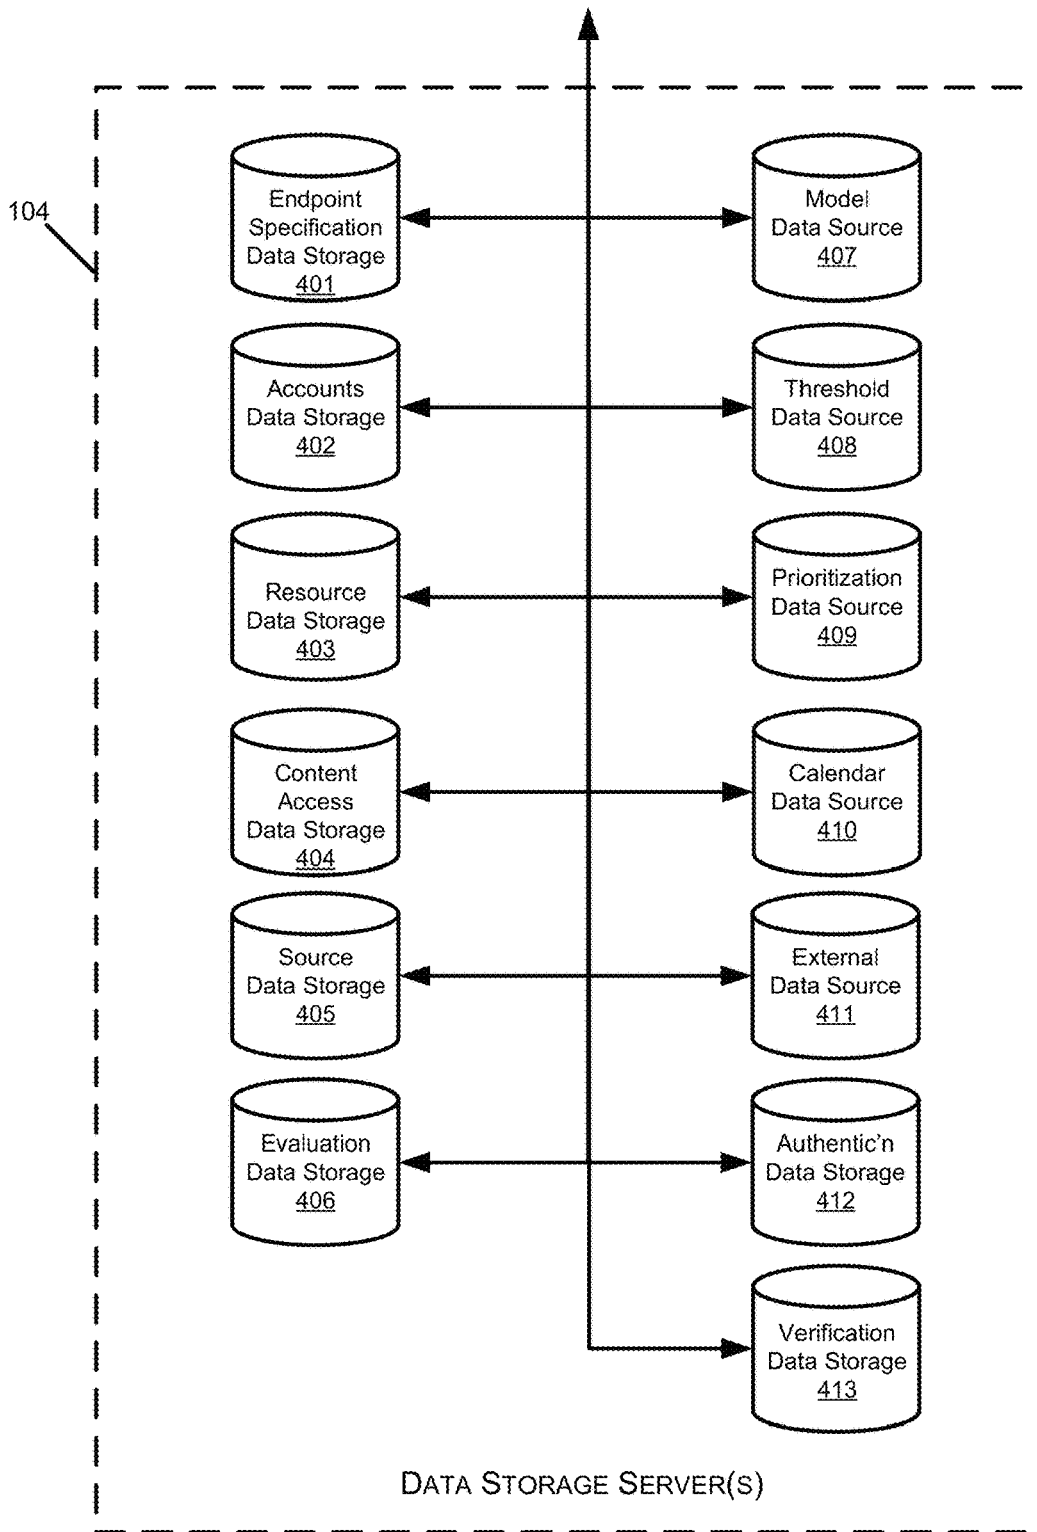 104
Endpoint
Specification
Data Storage
401
Model
Data Source
407
Accounts
Data Storage
402
Threshold
Data Source
408
Resource
Data Storage
403
Prioritization
Data Source
409
Content
Access
Data Storage
404
Calendar
Data Source
410
Source
Data Storage
405
External
Data Source
411
Evaluation
Data Storage
406
Authentic'n
Data Storage
412
Verification
Data Storage
413
DATA STORAGE SERVER(S)